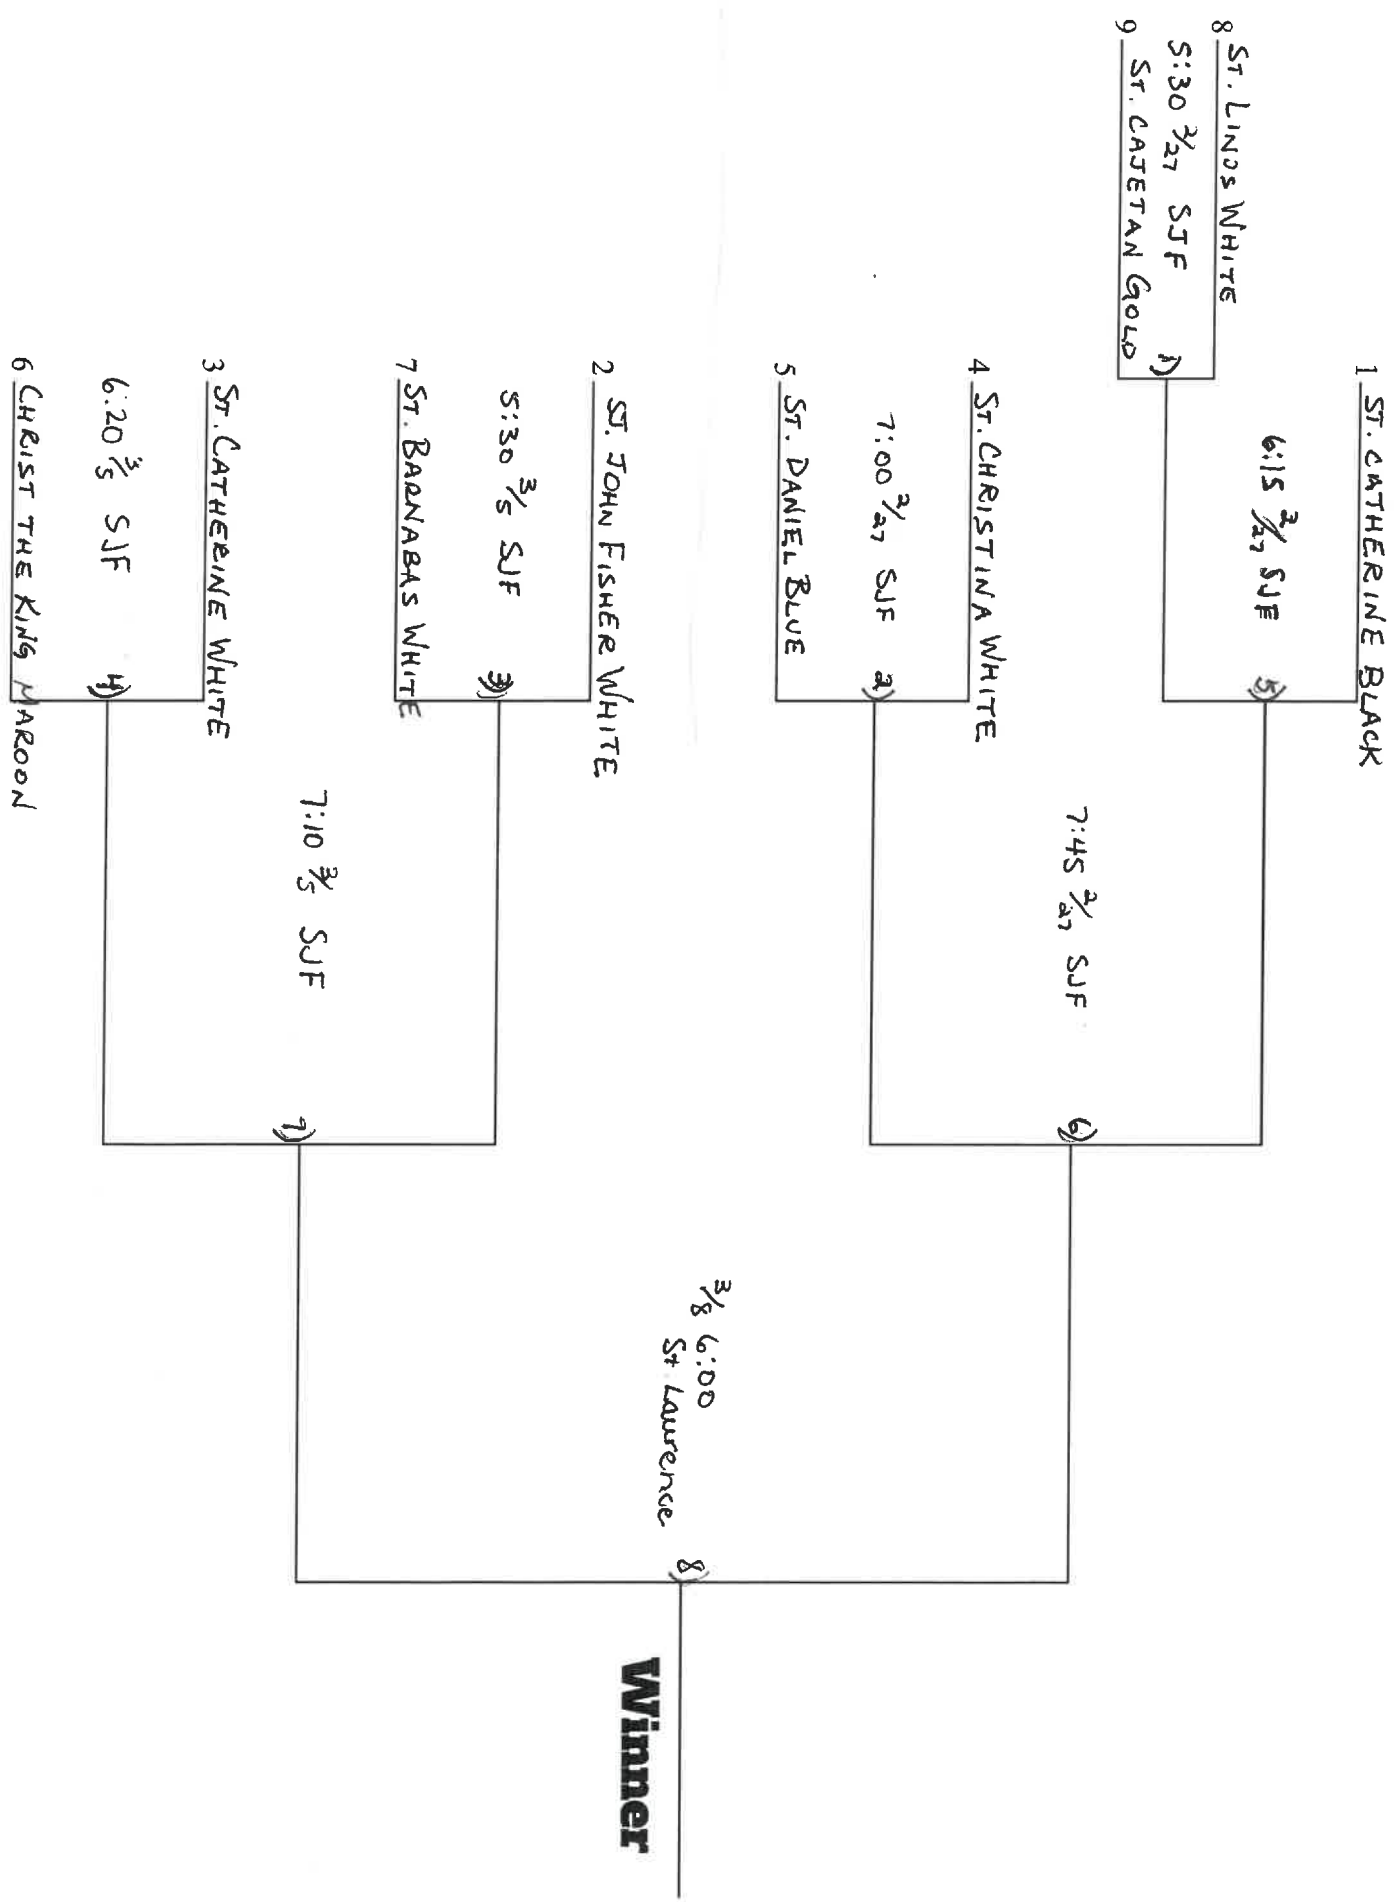 1 ST. CATHERINE BLACK
6:15 2/27 SJF
5)
8 ST. LINUS WHITE
5:30 2/27 SJF
1)
9 ST. CAJETAN GOLD
7:45 2/27 SJF
6)
4 ST. CHRISTINA WHITE
7:00 2/27 SJF
2)
5 ST. DANIEL BLUE
3/8 6:00
St. Laurence
8)
Winner
2 ST. JOHN FISHER WHITE
5:30 3/5 SJF
3)
7 ST. BARNABAS WHITE
7:10 3/5 SJF
7)
3 ST. CATHERINE WHITE
6:20 3/5 SJF
4)
6 CHRIST THE KING MAROON